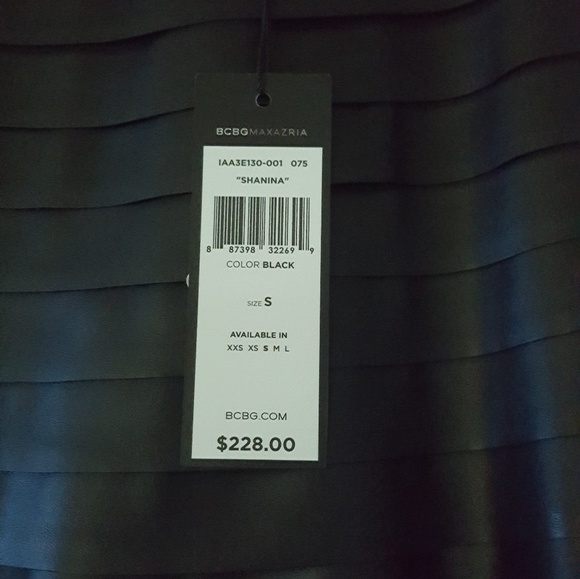 BCBGMAXAZRIA
IAA3E130-001 075
"SHANINA"
8 87398 32269 9
COLOR BLACK
SIZE S
AVAILABLE IN
XXS XS S M L
BCBG.COM
$228.00